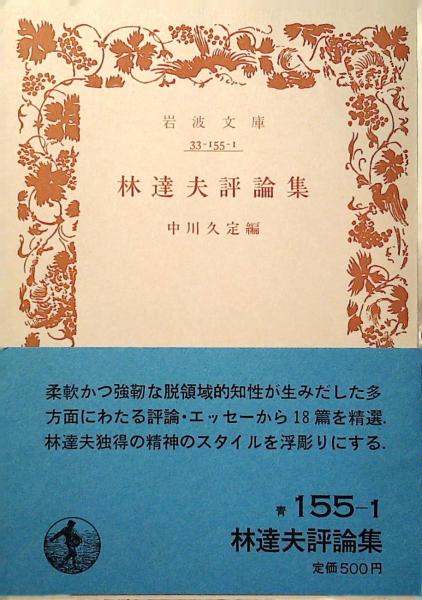 岩波文庫
33-155-1
林達夫評論集
中川久定編
柔軟かつ強靭な脱領域的知性が生みだした多
方面にわたる評論・エッセーから18篇を精選.
林達夫独得の精神のスタイルを浮彫りにする.
青 155-1
林達夫評論集
定価500円